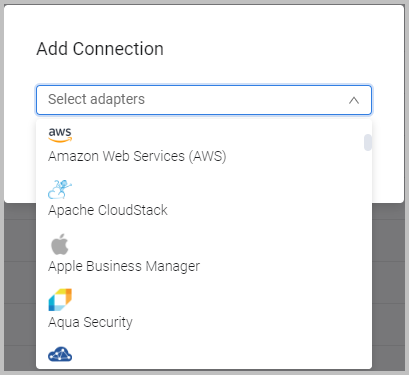 Add Connection
Select adapters
aws
Amazon Web Services (AWS)
Apache CloudStack
Apple Business Manager
Aqua Security